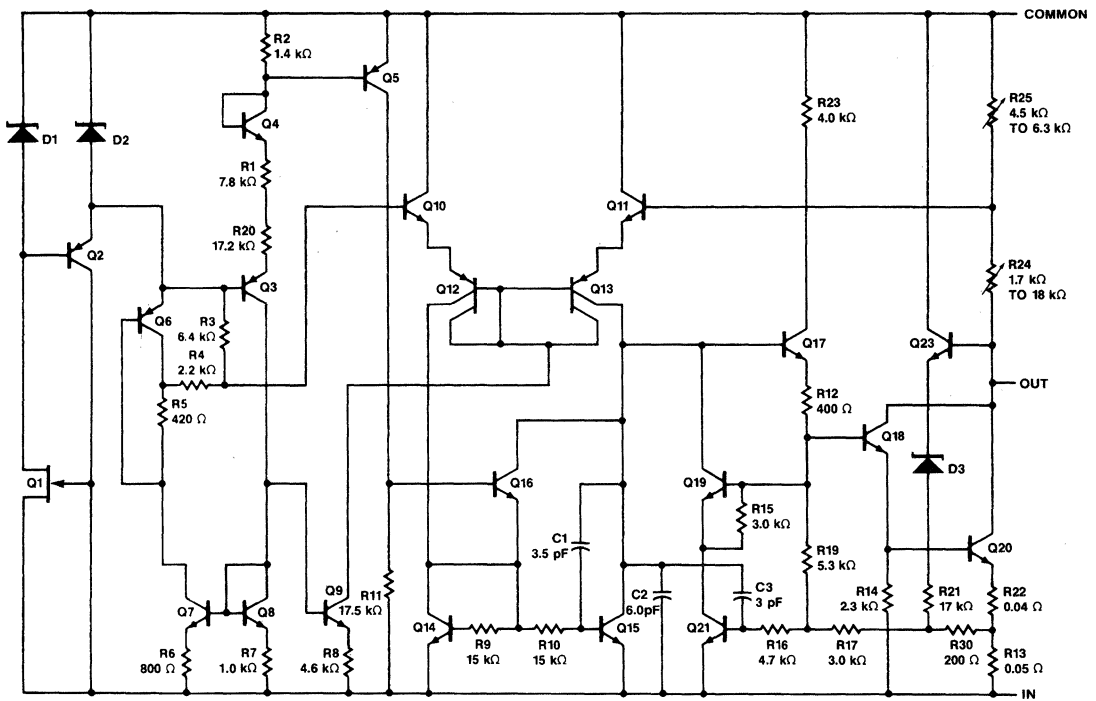 COMMON
R2
1.4 kΩ
Q5
D1
D2
Q4
R23
4.0 kΩ
R25
4.5 kΩ
TO 6.3 kΩ
R1
7.8 kΩ
Q10
Q11
R20
17.2 kΩ
Q2
Q3
Q12
Q13
R24
1.7 kΩ
TO 18 kΩ
Q6
R3
6.4 kΩ
R4
2.2 kΩ
Q17
Q23
OUT
R5
420 Ω
R12
400 Ω
Q18
Q1
Q16
Q19
D3
R15
3.0 kΩ
C1
3.5 pF
R19
5.3 kΩ
Q20
Q7
Q8
Q9
R11
17.5 kΩ
C2
6.0pF
C3
3 pF
R14
2.3 kΩ
R21
17 kΩ
R22
0.04 Ω
Q14
Q15
Q21
R6
800 Ω
R7
1.0 kΩ
R8
4.6 kΩ
R9
15 kΩ
R10
15 kΩ
R16
4.7 kΩ
R17
3.0 kΩ
R30
200 Ω
R13
0.05 Ω
IN